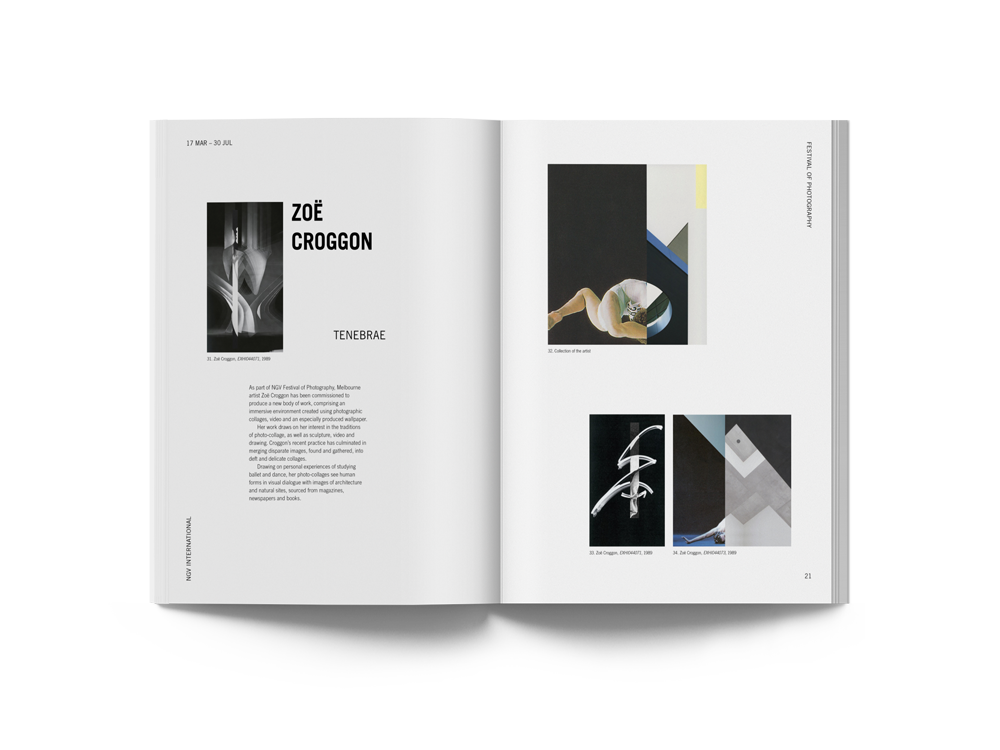 17 MAR – 30 JUL
ZOË
CROGGON
TENEBRAE
31. Zoë Croggon, 1989
As part of NGV Festival of Photography, Melbourne
artist Zoë Croggon has been commissioned to
produce a new body of work, comprising an
immersive environment created using photographic
collages, video and an especially produced wallpaper.
Her work draws on her interest in the traditions
of photo-collage, as well as sculpture, video and
drawing. Croggon's recent practice has culminated in
merging disparate images, found and gathered, into
deft and delicate collages.
Drawing on personal experiences of studying
ballet and dance, her photo-collages see human
forms in visual dialogue with images of architecture
and natural sites, sourced from magazines,
newspapers and books.
NGV INTERNATIONAL
FESTIVAL OF PHOTOGRAPHY
32. Collection of the artist
33. Zoë Croggon, 1989
34. Zoë Croggon, 1989
21